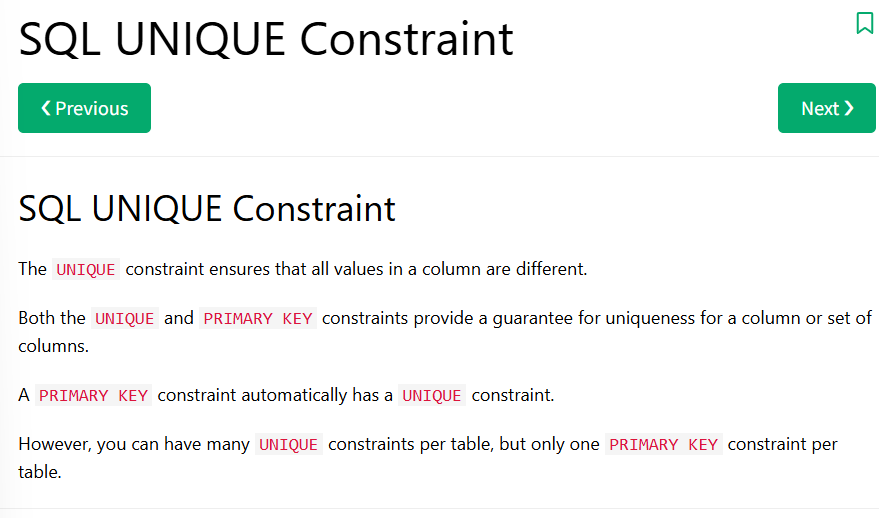 SQL UNIQUE Constraint
❮ Previous
Next ❯
SQL UNIQUE Constraint
The UNIQUE constraint ensures that all values in a column are different.
Both the UNIQUE and PRIMARY KEY constraints provide a guarantee for uniqueness for a column or set of
columns.
A PRIMARY KEY constraint automatically has a UNIQUE constraint.
However, you can have many UNIQUE constraints per table, but only one PRIMARY KEY constraint per
table.